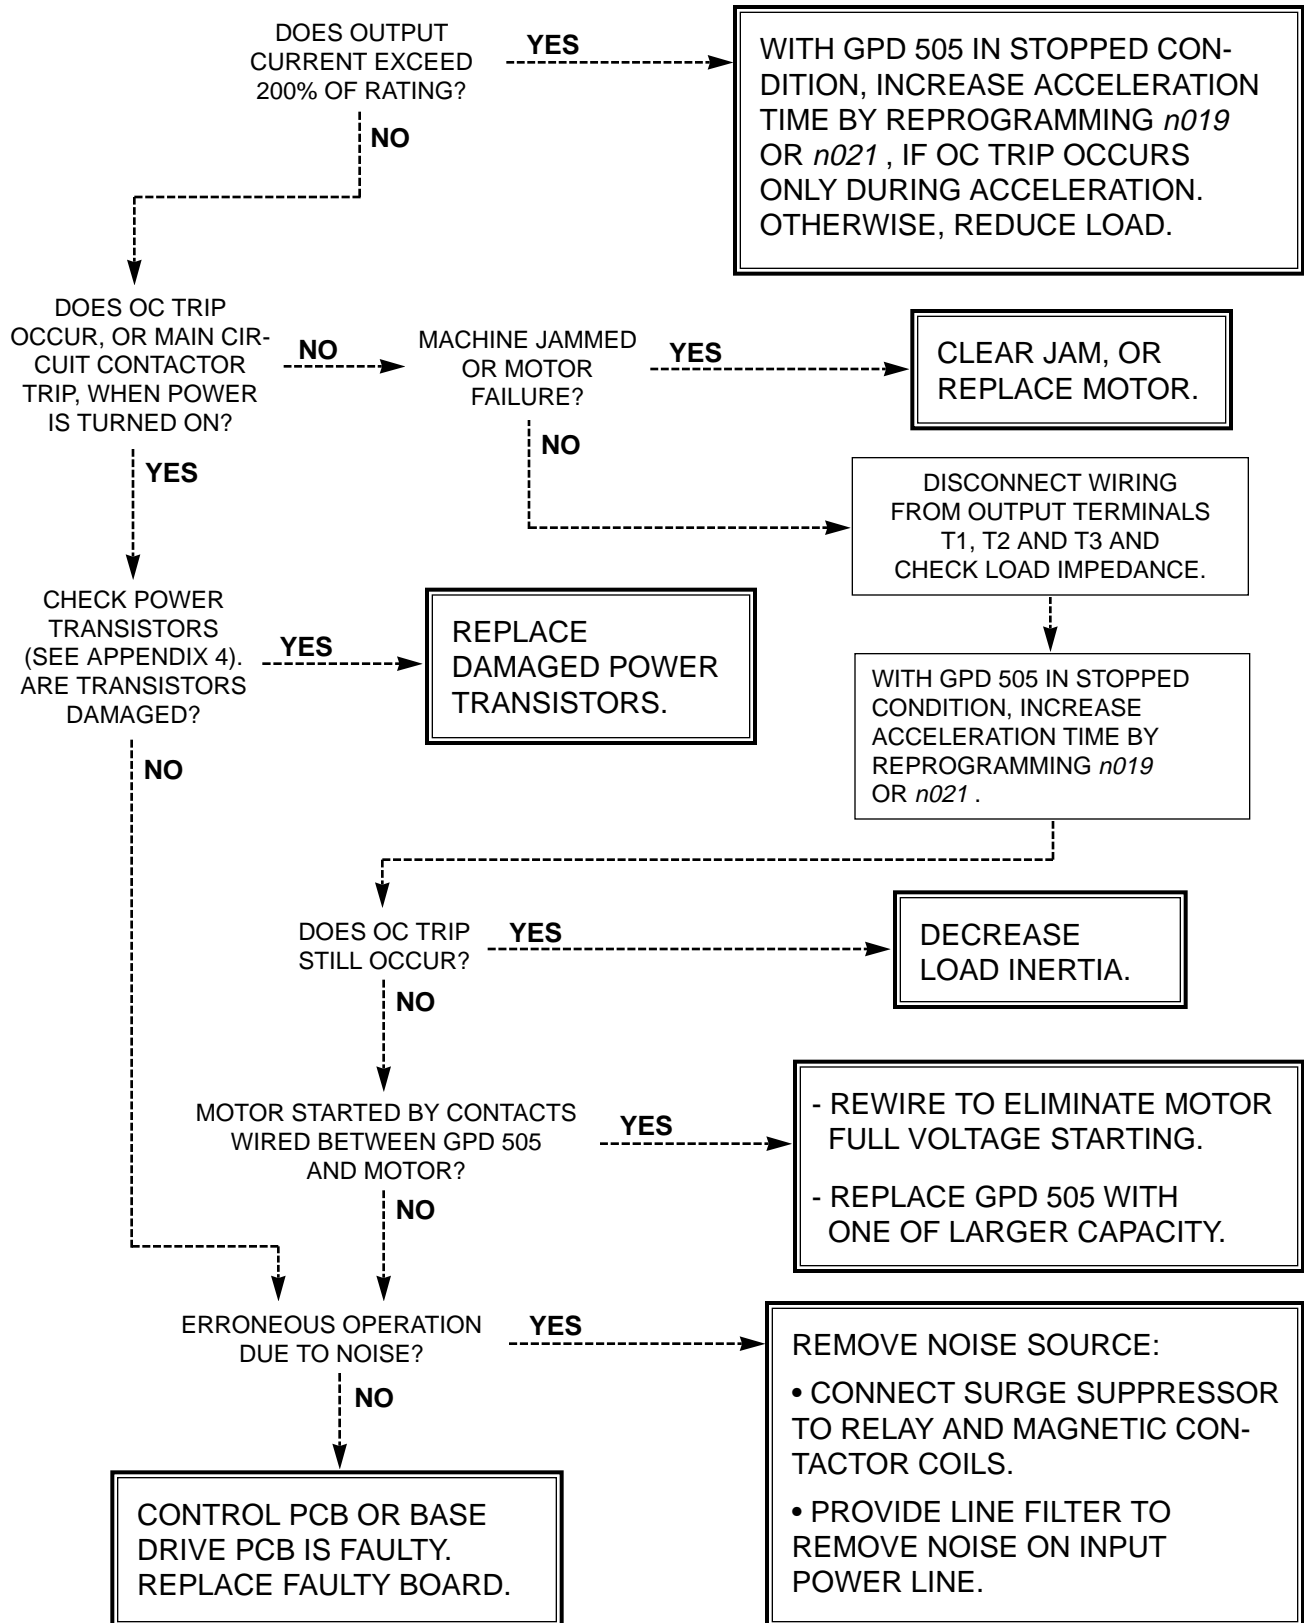 DOES OUTPUT
CURRENT EXCEED
200% OF RATING?
YES
WITH GPD 505 IN STOPPED CON-
DITION, INCREASE ACCELERATION
TIME BY REPROGRAMMING n019
OR n021 , IF OC TRIP OCCURS
ONLY DURING ACCELERATION.
OTHERWISE, REDUCE LOAD.
NO
DOES OC TRIP
OCCUR, OR MAIN CIR-
CUIT CONTACTOR
TRIP, WHEN POWER
IS TURNED ON?
NO
MACHINE JAMMED
OR MOTOR
FAILURE?
YES
CLEAR JAM, OR
REPLACE MOTOR.
NO
YES
DISCONNECT WIRING
FROM OUTPUT TERMINALS
T1, T2 AND T3 AND
CHECK LOAD IMPEDANCE.
CHECK POWER
TRANSISTORS
(SEE APPENDIX 4).
ARE TRANSISTORS
DAMAGED?
YES
REPLACE
DAMAGED POWER
TRANSISTORS.
WITH GPD 505 IN STOPPED
CONDITION, INCREASE
ACCELERATION TIME BY
REPROGRAMMING n019
OR n021 .
NO
DOES OC TRIP
STILL OCCUR?
YES
DECREASE
LOAD INERTIA.
NO
MOTOR STARTED BY CONTACTS
WIRED BETWEEN GPD 505
AND MOTOR?
YES
- REWIRE TO ELIMINATE MOTOR
FULL VOLTAGE STARTING.
- REPLACE GPD 505 WITH
ONE OF LARGER CAPACITY.
NO
ERRONEOUS OPERATION
DUE TO NOISE?
YES
REMOVE NOISE SOURCE:
• CONNECT SURGE SUPPRESSOR
TO RELAY AND MAGNETIC CON-
TACTOR COILS.
• PROVIDE LINE FILTER TO
REMOVE NOISE ON INPUT
POWER LINE.
NO
CONTROL PCB OR BASE
DRIVE PCB IS FAULTY.
REPLACE FAULTY BOARD.